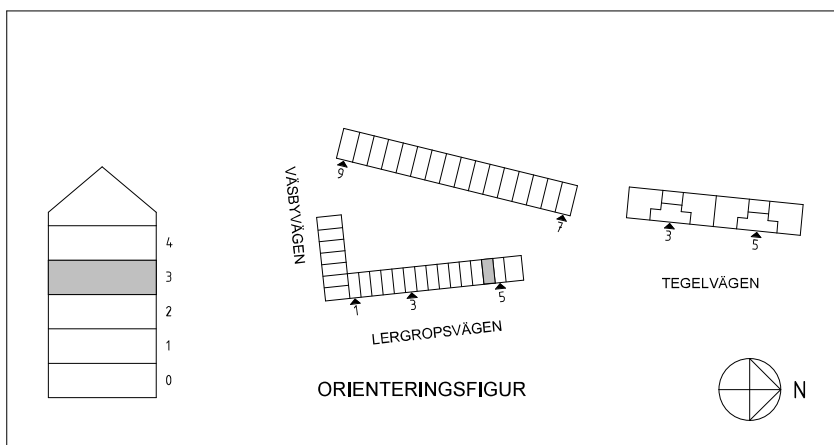 4
3
2
1
0
VÄSBYVÄGEN
9
7
1
3
5
LERGROPSVÄGEN
3
5
TEGELVÄGEN
ORIENTERINGSFIGUR
N